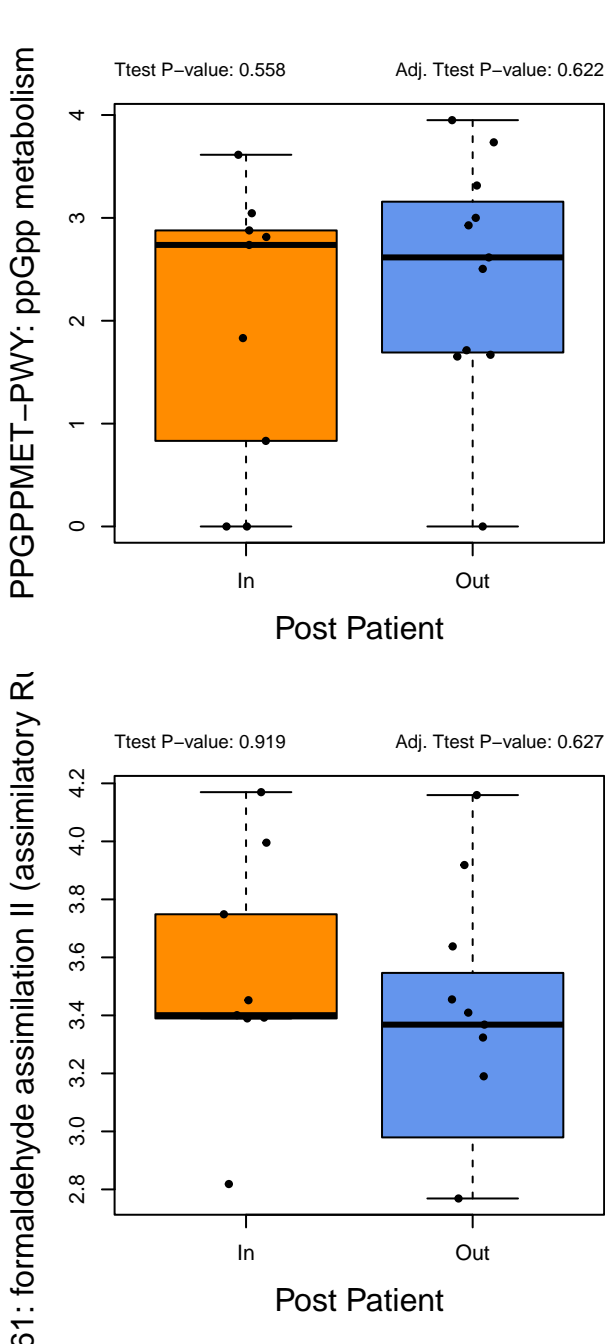 Ttest P−value: 0.558
Adj. Ttest P−value: 0.622
PPGPPMET−PWY: ppGpp metabolism
4
3
2
1
0
In
Out
Post Patient
Ttest P−value: 0.919
Adj. Ttest P−value: 0.627
61: formaldehyde assimilation II (assimilatory
4.2
4.0
3.8
3.6
3.4
3.2
3.0
2.8
In
Out
Post Patient